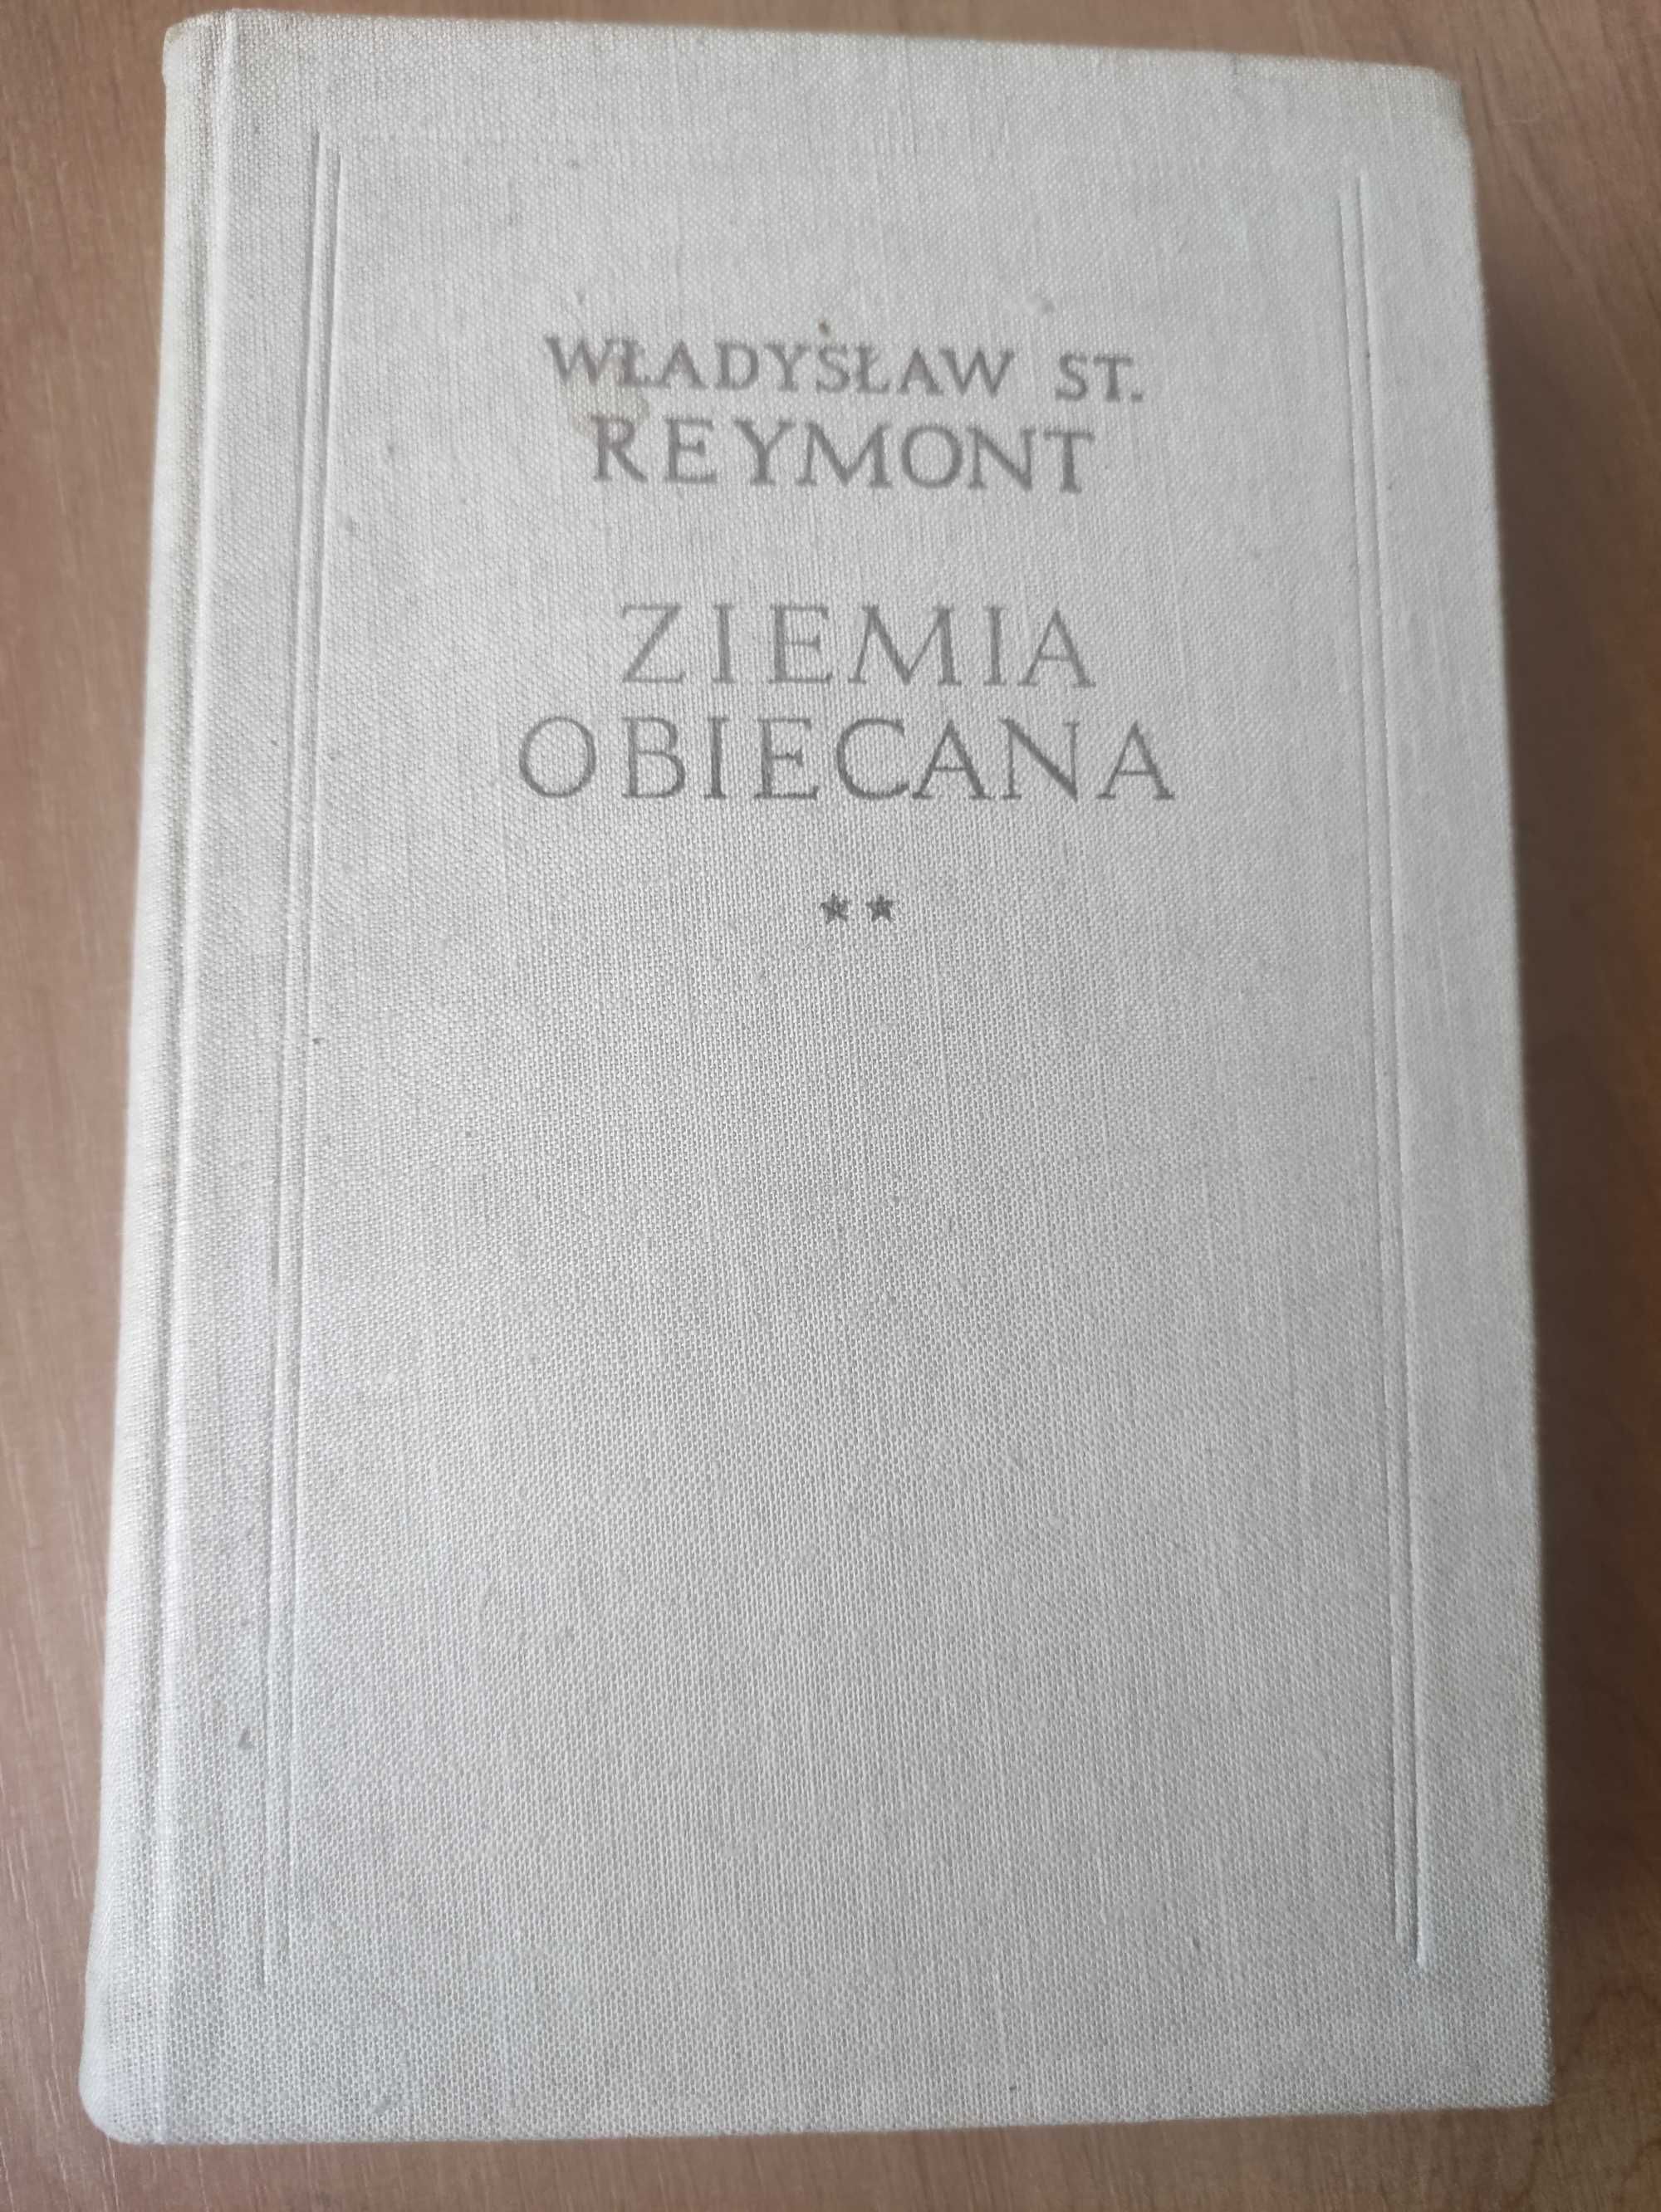 WŁADYSŁAW ST.
REYMONT
ZIEMIA
OBIECANA
★★